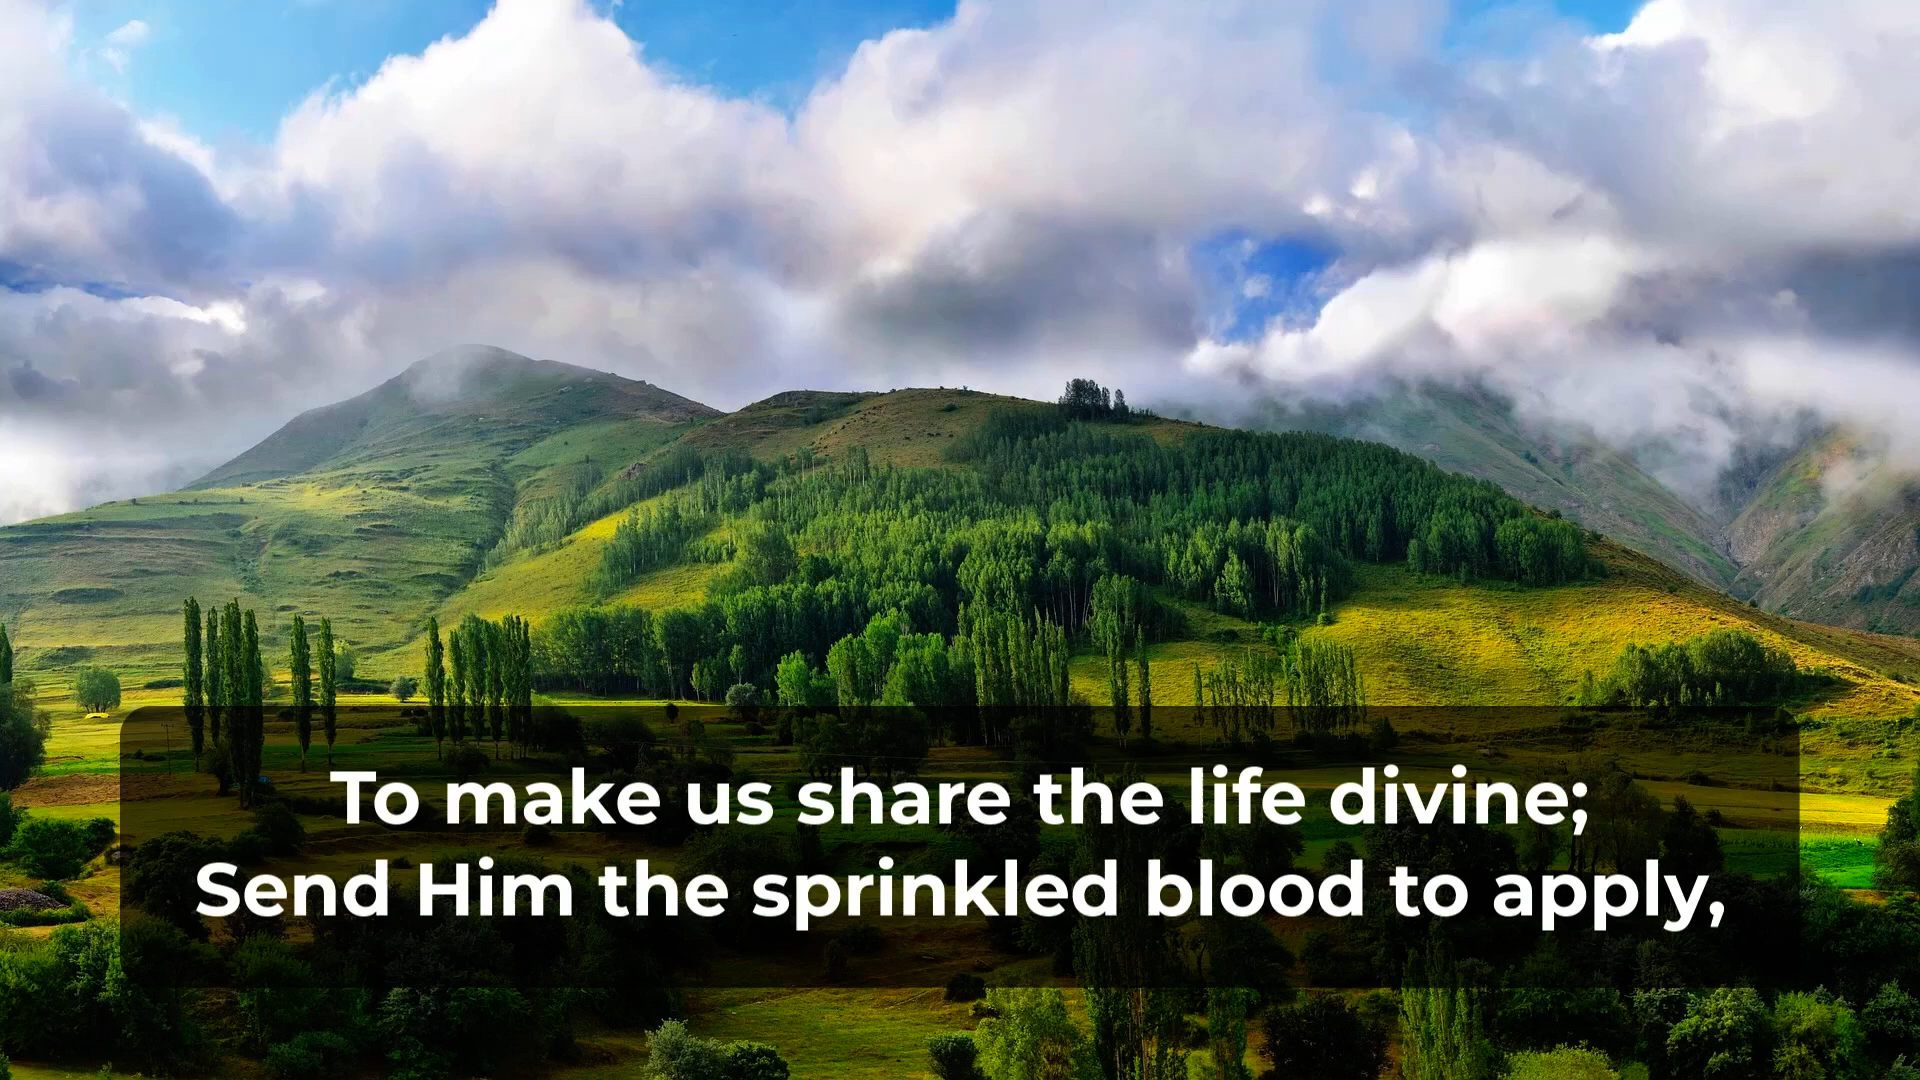 To make us share the life divine;
Send Him the sprinkled blood to apply,